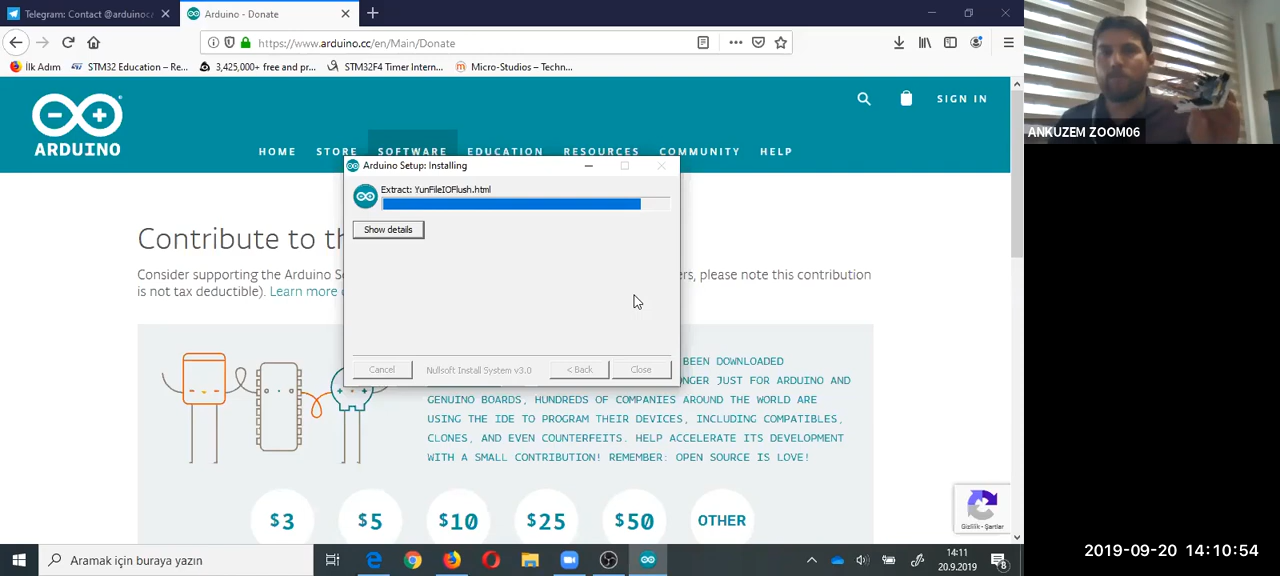 Telegram: Contact @arduinoc
Arduino - Donate
https://www.arduino.cc/en/Main/Donate
İlk Adım
STM32 Education – Re...
3,425,000+ free and pr...
STM32F4 Timer Intern...
Micro-Studios – Techn...
ARDUINO
SIGN IN
HOME STORE SOFTWARE EDUCATION RESOURCES COMMUNITY HELP
Arduino Setup: Installing
Extract: YunFileIOFlush.html
Show details
Cancel
Nullsoft Install System v3.0
< Back
Close
Contribute to th
Consider supporting the Arduino S
ers, please note this contribution
is not tax deductible). Learn more
BEEN DOWNLOADED
NGER JUST FOR ARDUINO AND
GENUINO BOARDS, HUNDREDS OF COMPANIES AROUND THE WORLD ARE
USING THE IDE TO PROGRAM THEIR DEVICES, INCLUDING COMPATIBLES,
CLONES, AND EVEN COUNTERFEITS. HELP ACCELERATE ITS DEVELOPMENT
WITH A SMALL CONTRIBUTION! REMEMBER: OPEN SOURCE IS LOVE!
$3 $5 $10 $25 $50 OTHER
Gizlilik - Şartlar
Aramak için buraya yazın
14:11
20.9.2019
8
ANKUZEM ZOOM06
2019-09-20 14:10:54